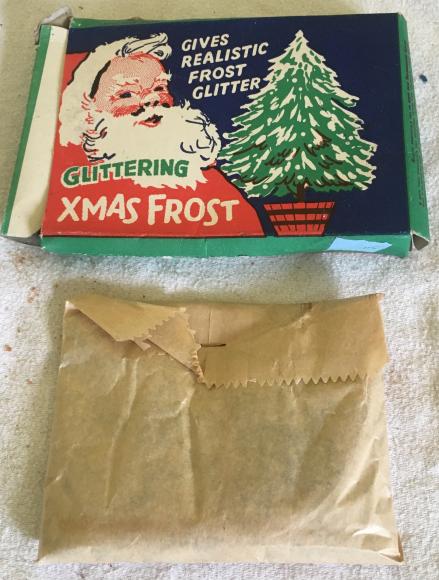 GIVES
REALISTIC
FROST
GLITTER
GLITTERING
XMAS FROST